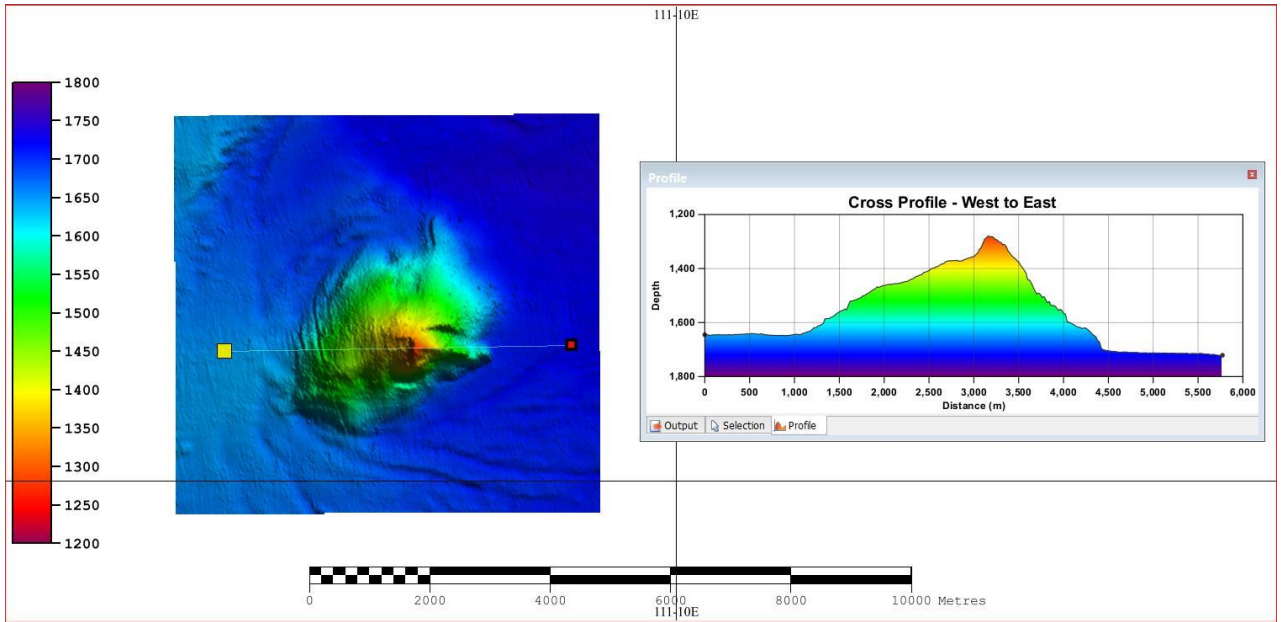 111-10E
1800
1750
1700
1650
1600
1550
1500
1450
1400
1350
1300
1250
1200
Profile
x
Cross Profile - West to East
1,200
1,400
1,600
1,800
Depth
0 500 1,000 1,500 2,000 2,500 3,000 3,500 4,000 4,500 5,000 5,500 6,000
Distance (m)
Output Selection Profile
0 2000 4000 6000 8000 10000 Metres
111-10E